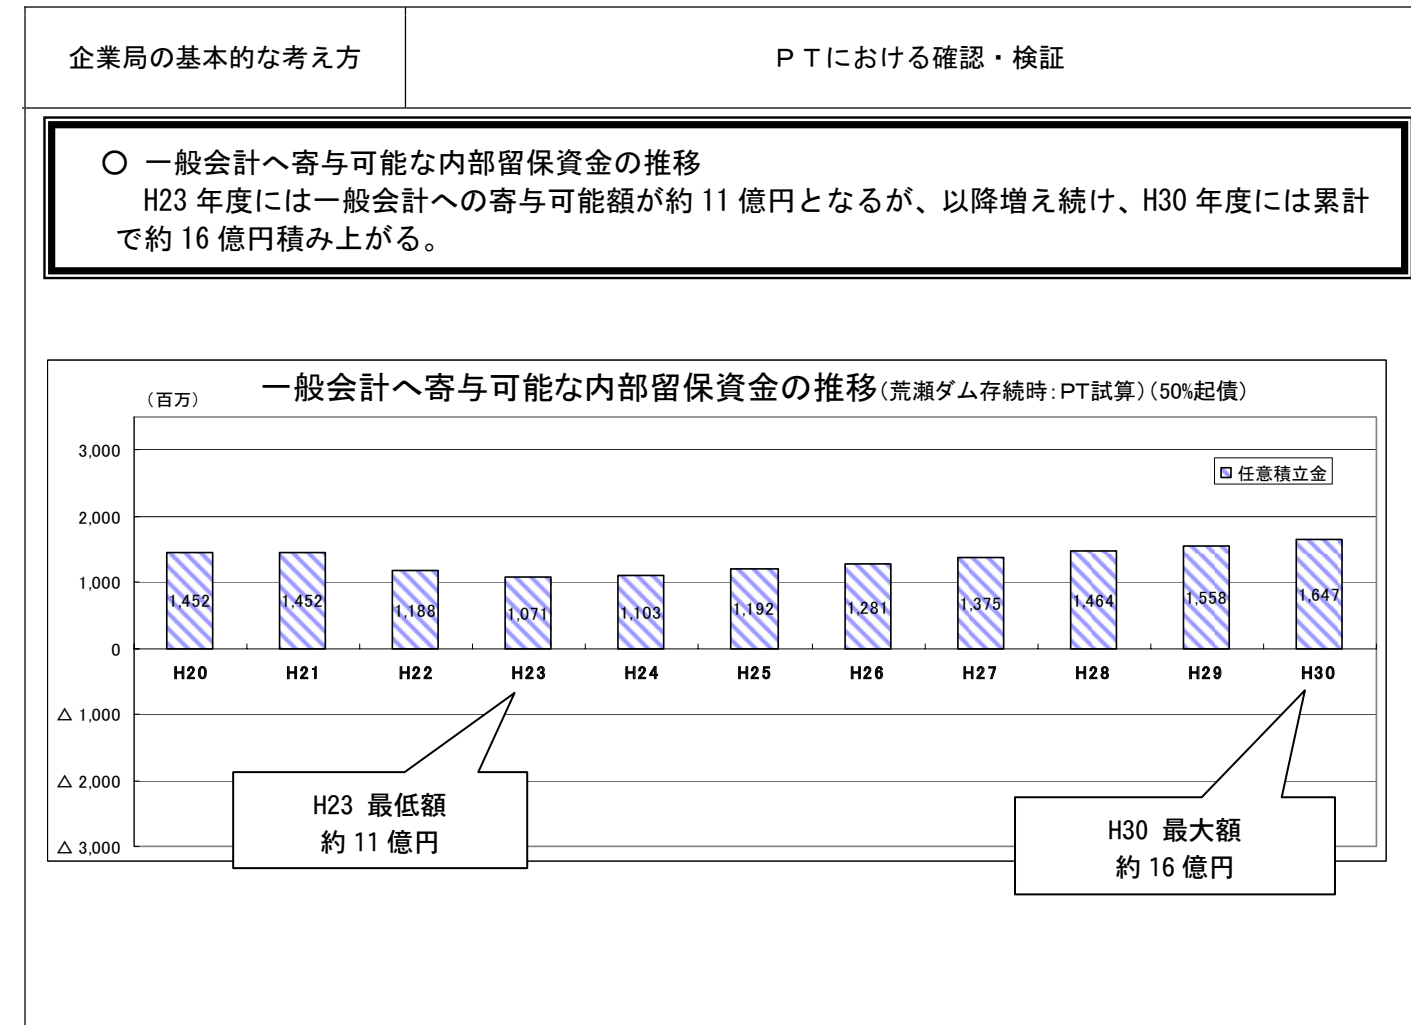 企業局の基本的な考え方
ＰＴにおける確認・検証
○ 一般会計へ寄与可能な内部留保資金の推移
H23 年度には一般会計への寄与可能額が約 11 億円となるが、以降増え続け、H30 年度には累計
で約 16 億円積み上がる。
一般会計へ寄与可能な内部留保資金の推移(荒瀬ダム存続時:PT試算)(50%起債)
(百万)
3,000
任意積立金
2,000
1,000
1,452
1,452
1,188
1,071
1,103
1,192
1,281
1,375
1,464
1,558
1,647
0
H20
H21
H22
H23
H24
H25
H26
H27
H28
H29
H30
△ 1,000
△ 2,000
△ 3,000
H23 最低額
約 11 億円
H30 最大額
約 16 億円